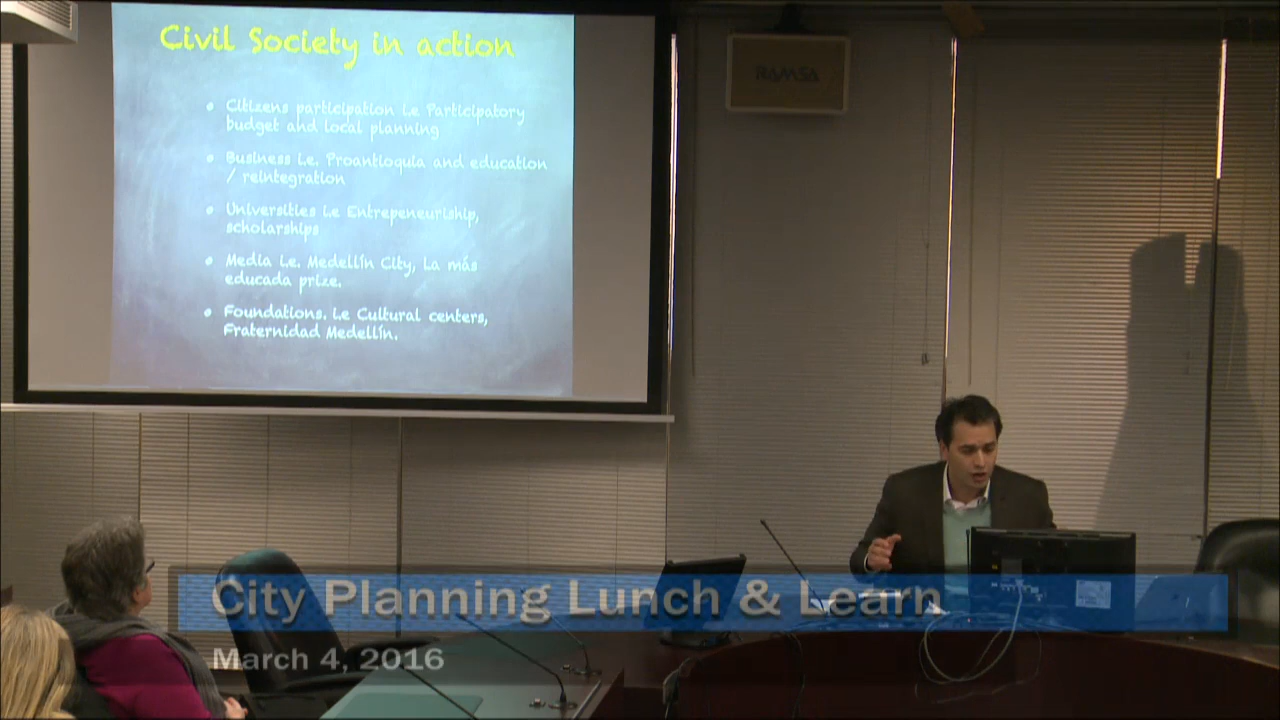 Civil Society in action
• Citizens participation i.e Participatory
budget and local planning
• Business i.e. Proantioquia and education
/ reintegration
• Universities i.e Entrepeneuriship,
scholarships
• Media i.e. Medellín City, La más
educada prize.
• Foundations. i.e Cultural centers,
Fraternidad Medellín.
RAMSA
City Planning Lunch & Learn
March 4, 2016